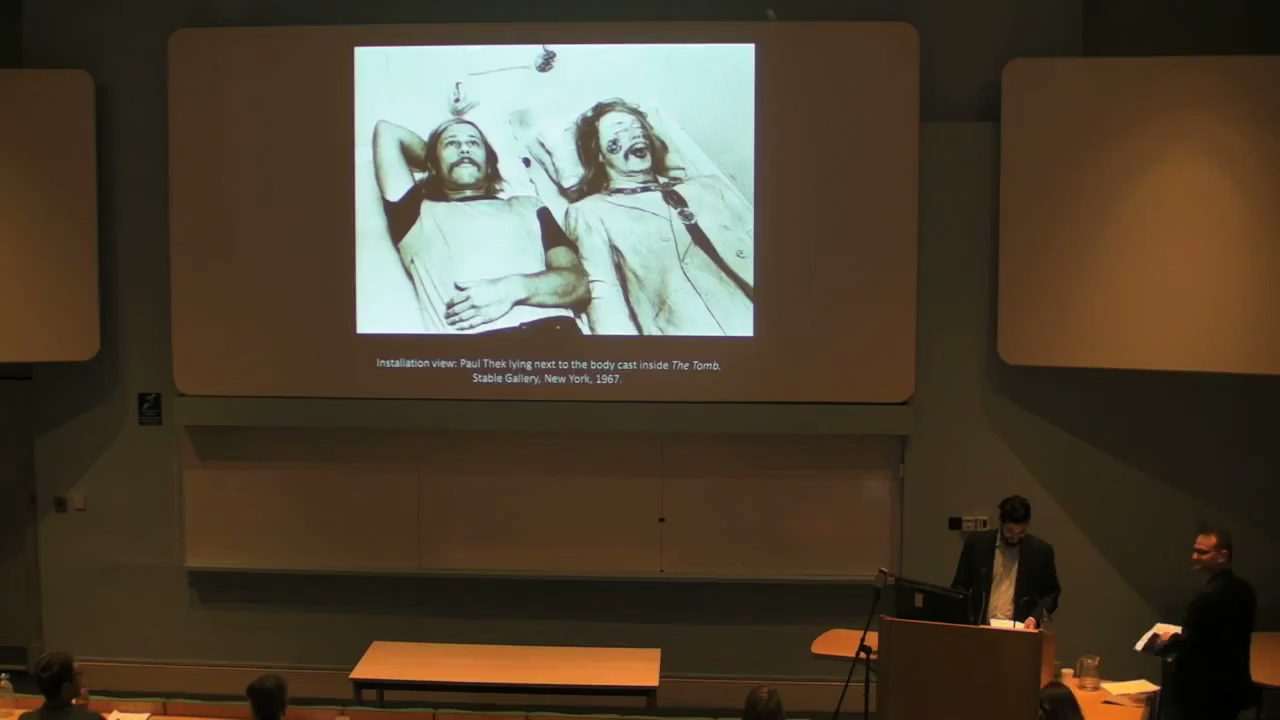 Installation view: Paul Thek lying next to the body cast inside The Tomb.
Stable Gallery, New York, 1967.